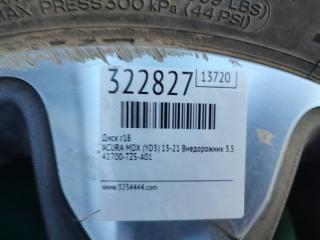 LBS)
MAX PRESS 300 kPa (44 PSI)
322827
13720
Диск r18
ACURA MDX (YD3) 13-21 Внедорожник 3.5
42700-TZ5-A01
www.3254444.com